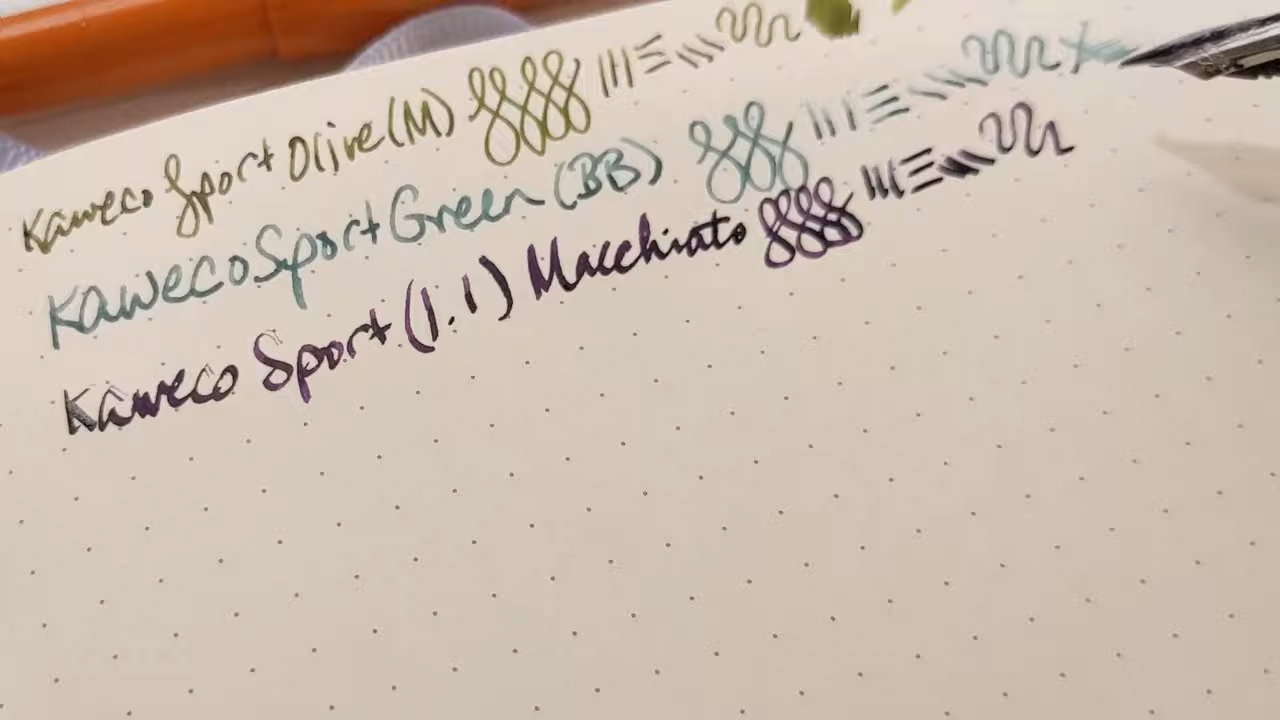 Kaweco Sport Olive (M)
Kaweco Sport Green (BB)
Kaweco Sport (1.1) Macchiato